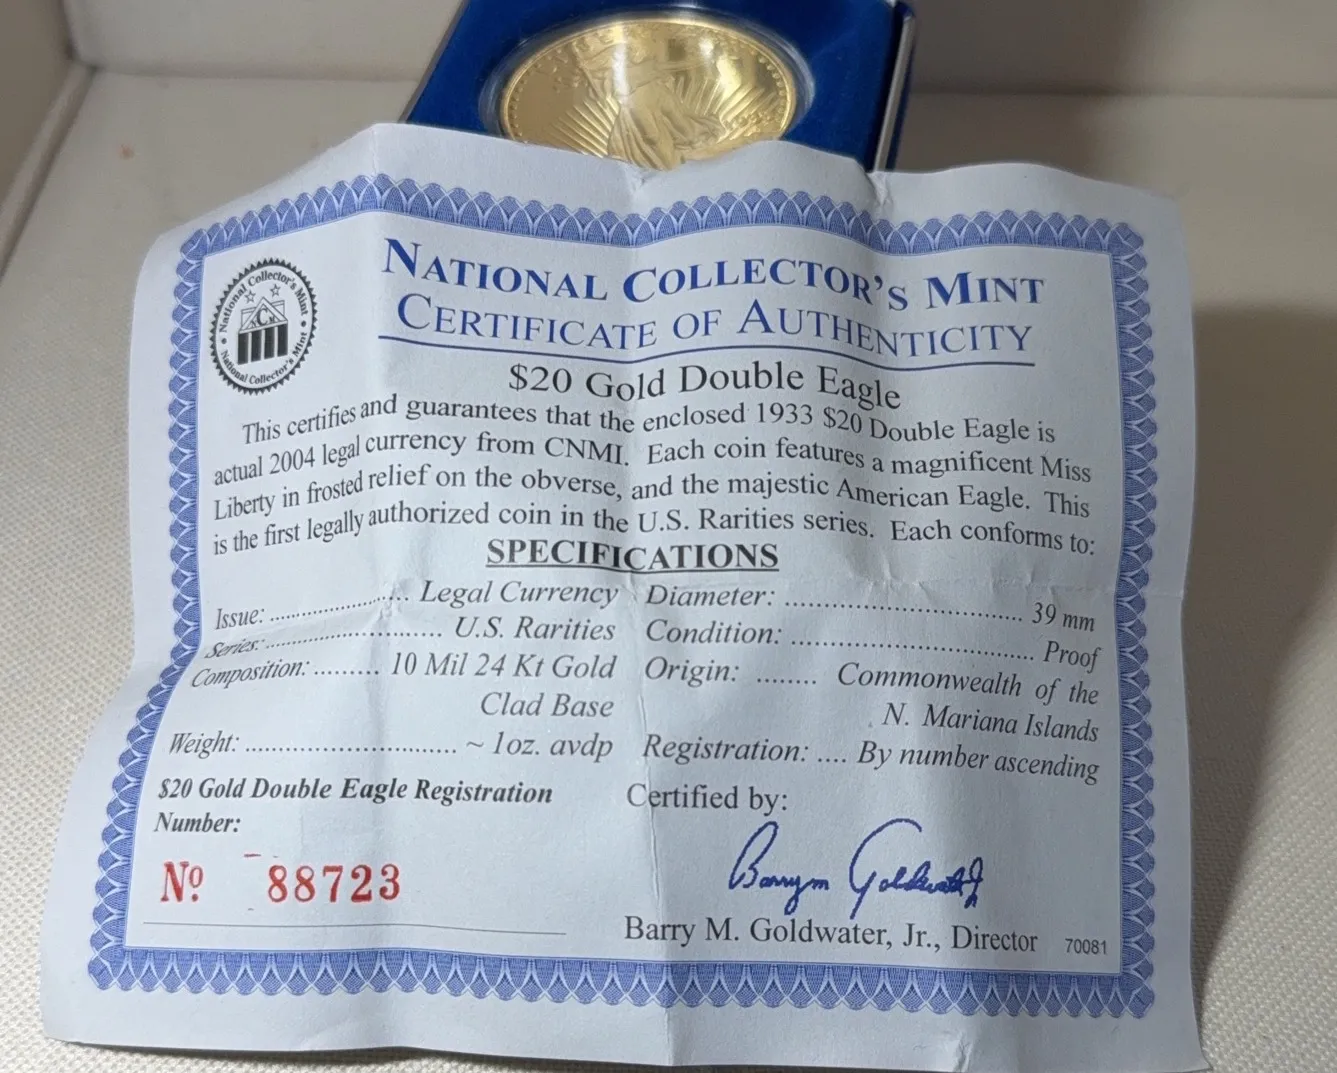 National Collector's Mint
N.C.M.
National Collector's Mint
NATIONAL COLLECTOR'S MINT
CERTIFICATE OF AUTHENTICITY
$20 Gold Double Eagle
This certifies and guarantees that the enclosed 1933 $20 Double Eagle is
actual 2004 legal currency from CNMI. Each coin features a magnificent Miss
Liberty in frosted relief on the obverse, and the majestic American Eagle. This
is the first legally authorized coin in the U.S. Rarities series. Each conforms to:
SPECIFICATIONS
Issue: .................... Legal Currency
Series: ......................... U.S. Rarities
Composition: ......... 10 Mil 24 Kt Gold
Clad Base
Weight: .............................. ~ 1oz. avdp
Diameter: .................................. 39 mm
Condition: .................................. Proof
Origin: ........ Commonwealth of the
N. Mariana Islands
Registration: .... By number ascending
$20 Gold Double Eagle Registration
Number:
Nº 88723
Certified by:
Barry M Goldwater Jr
Barry M. Goldwater, Jr., Director 70081